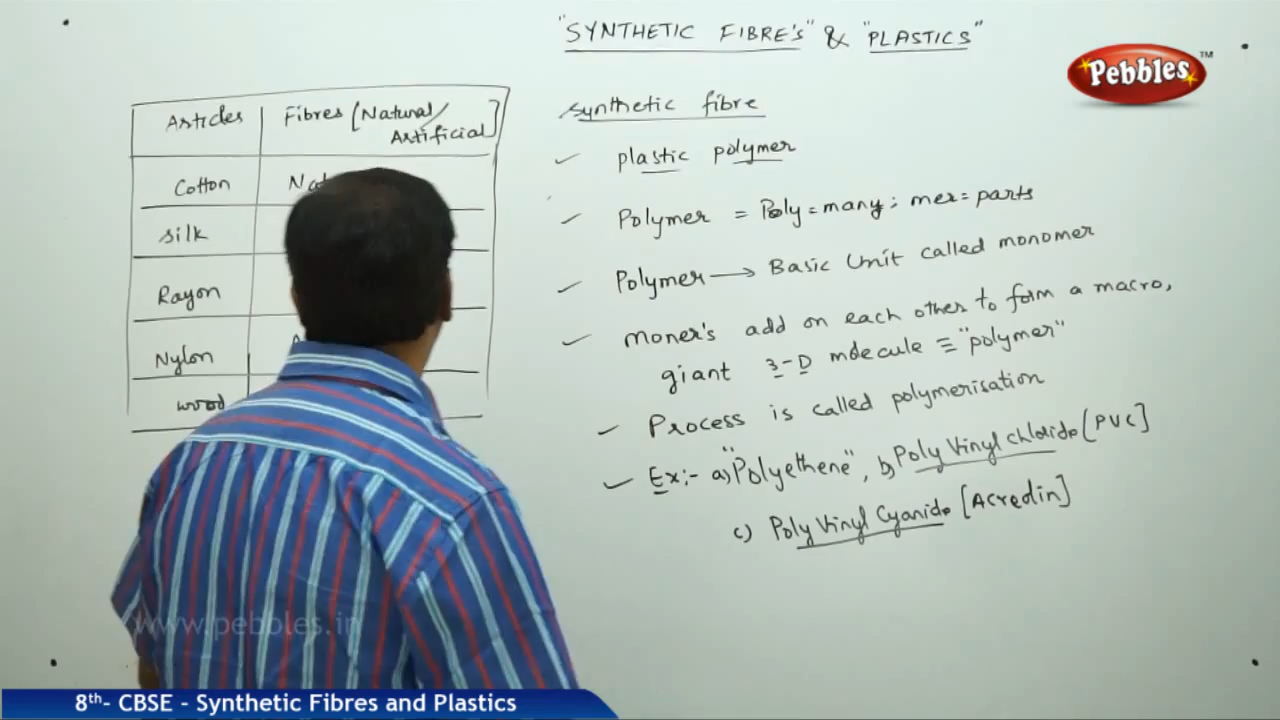 "SYNTHETIC FIBRE'S" & "PLASTICS"
Pebbles TM
Articles Fibres [Natural/
Artificial]
Cotton
Silk
Rayon
Nylon
wood
Synthetic fibre
plastic polymer
Polymer = Poly = many; mer = parts
Polymer → Basic Unit called monomer
moner's add on each other to form a macro,
giant 3-D molecule ≡ "polymer"
Process is called polymerisation
Ex:- a) "Polyethene", b) Poly Vinyl chloride [PVC]
c) Poly Vinyl Cyanide [Acredin]
www.pebbles.in
8th- CBSE - Synthetic Fibres and Plastics